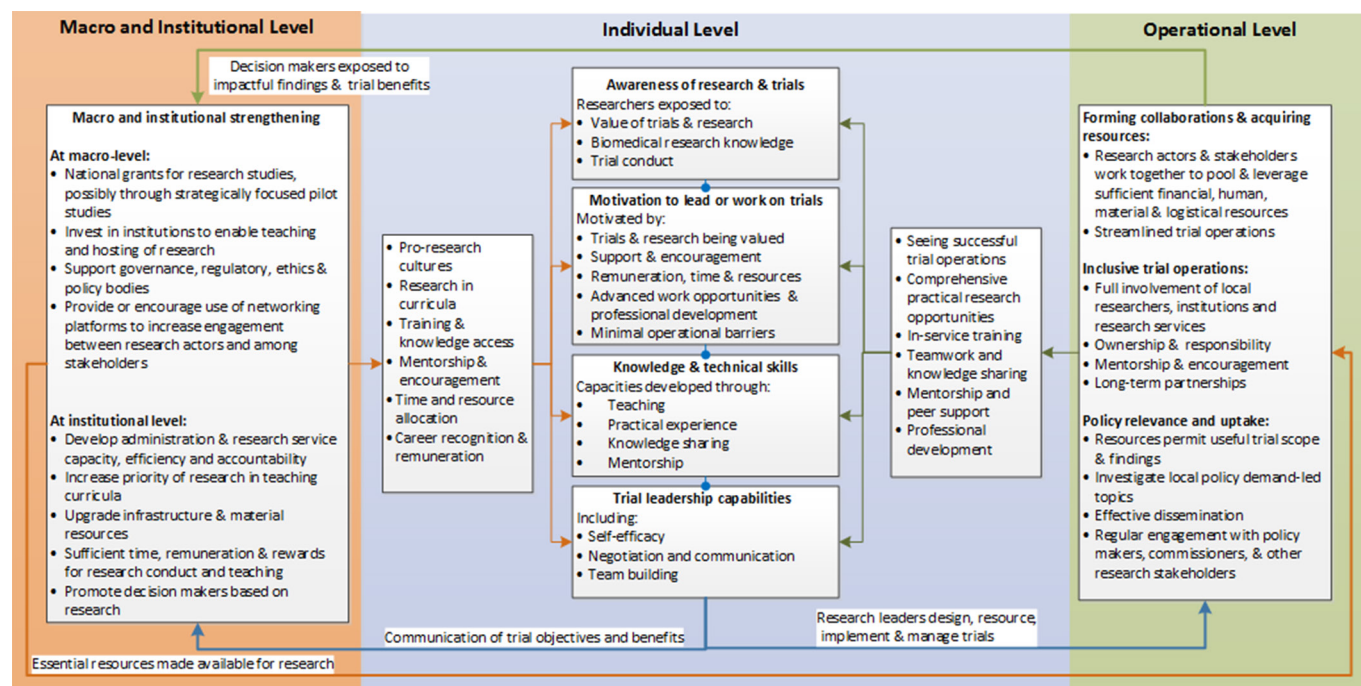 Macro and Institutional Level
Individual Level
Operational Level
Decision makers exposed to
impactful findings & trial benefits
Macro and institutional strengthening
At macro-level:
• National grants for research studies,
possibly through strategically focused pilot
studies
• Invest in institutions to enable teaching
and hosting of research
• Support governance, regulatory, ethics &
policy bodies
• Provide or encourage use of networking
platforms to increase engagement
between research actors and among
stakeholders
At institutional level:
• Develop administration & research service
capacity, efficiency and accountability
• Increase priority of research in teaching
curricula
• Upgrade infrastructure & material
resources
• Sufficient time, remuneration & rewards
for research conduct and teaching
• Promote decision makers based on
research
• Pro-research
cultures
• Research in
curricula
• Training &
knowledge access
• Mentorship &
encouragement
• Time and resource
allocation
• Career recognition &
remuneration
Awareness of research & trials
Researchers exposed to:
• Value of trials & research
• Biomedical research knowledge
• Trial conduct
Motivation to lead or work on trials
Motivated by:
• Trials & research being valued
• Support & encouragement
• Remuneration, time & resources
• Advanced work opportunities &
professional development
• Minimal operational barriers
Knowledge & technical skills
Capacities developed through:
• Teaching
• Practical experience
• Knowledge sharing
• Mentorship
Trial leadership capabilities
Including:
• Self-efficacy
• Negotiation and communication
• Team building
• Seeing successful
trial operations
• Comprehensive
practical research
opportunities
• In-service training
• Teamwork and
knowledge sharing
• Mentorship and
peer support
• Professional
development
Forming collaborations & acquiring
resources:
• Research actors & stakeholders
work together to pool & leverage
sufficient financial, human,
material & logistical resources
• Streamlined trial operations
Inclusive trial operations:
• Full involvement of local
researchers, institutions and
research services
• Ownership & responsibility
• Mentorship & encouragement
• Long-term partnerships
Policy relevance and uptake:
• Resources permit useful trial scope
& findings
• Investigate local policy demand-led
topics
• Effective dissemination
• Regular engagement with policy
makers, commissioners, & other
research stakeholders
Communication of trial objectives and benefits
Research leaders design, resource,
implement & manage trials
Essential resources made available for research